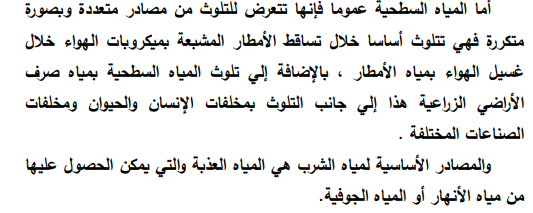 أما المياه السطحية عموما فإنها تتعرض للتلوث من مصادر متعددة وبصورة
متكررة فهي تتلوث أساسا خلال تساقط الأمطار المشبعة بميكروبات الهواء خلال
غسيل الهواء بمياه الأمطار ، بالإضافة إلي تلوث المياه السطحية بمياه صرف
الأراضي الزراعية هذا إلي جانب التلوث بمخلفات الإنسان والحيوان ومخلفات
الصناعات المختلفة .
والمصادر الأساسية لمياه الشرب هي المياه العذبة والتي يمكن الحصول عليها
من مياه الأنهار أو المياه الجوفية.